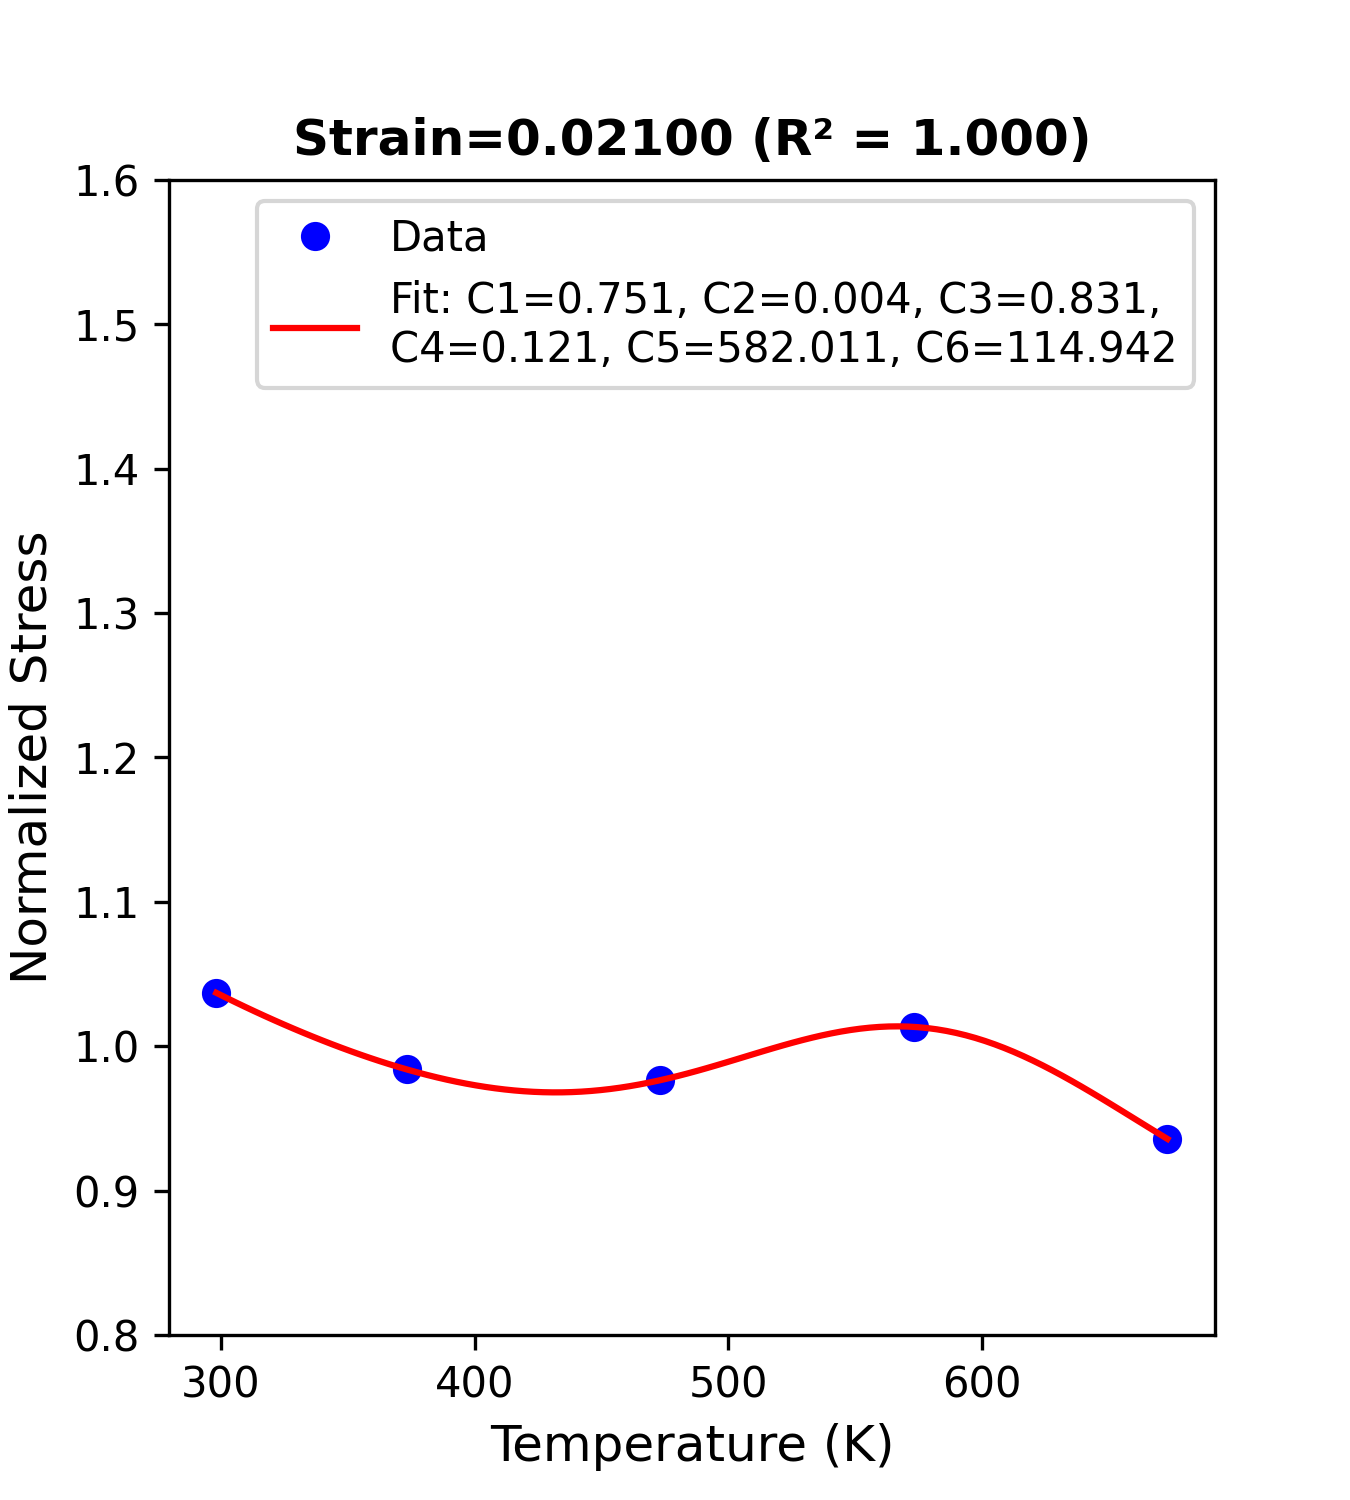 Strain=0.02100 (R² = 1.000)
Data
Fit: C1=0.751, C2=0.004, C3=0.831,
C4=0.121, C5=582.011, C6=114.942
Normalized Stress
1.6
1.5
1.4
1.3
1.2
1.1
1.0
0.9
0.8
300 400 500 600
Temperature (K)